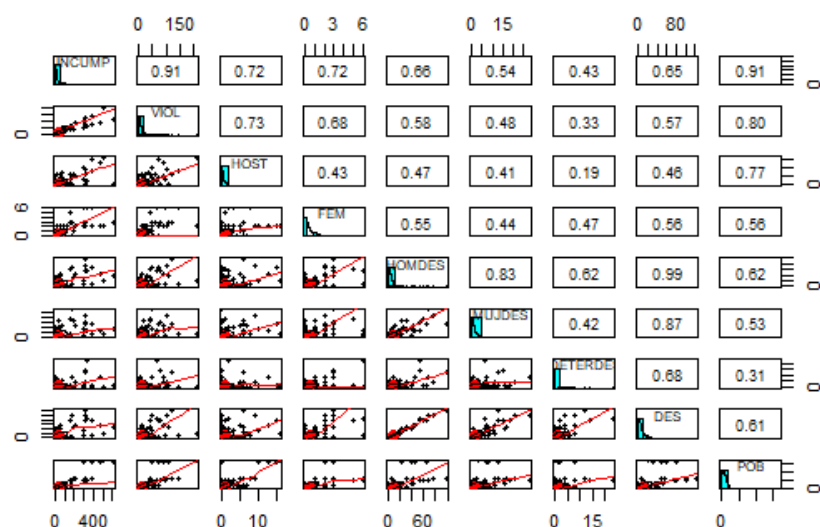 0 150 0 3 6 0 15 0 80
INCUMP 0.91 0.72 0.72 0.66 0.54 0.43 0.65 0.91 0
0 VIOL 0.73 0.68 0.58 0.48 0.33 0.57 0.80
HOST 0.43 0.47 0.41 0.19 0.46 0.77 0
0 6 FEM 0.55 0.44 0.47 0.56 0.56
HOMDES 0.83 0.62 0.99 0.62 0
0 MUJDES 0.42 0.87 0.53
DETERDES 0.68 0.31 0
0 DES 0.61
POB 0
0 400 0 10 0 60 0 15 0